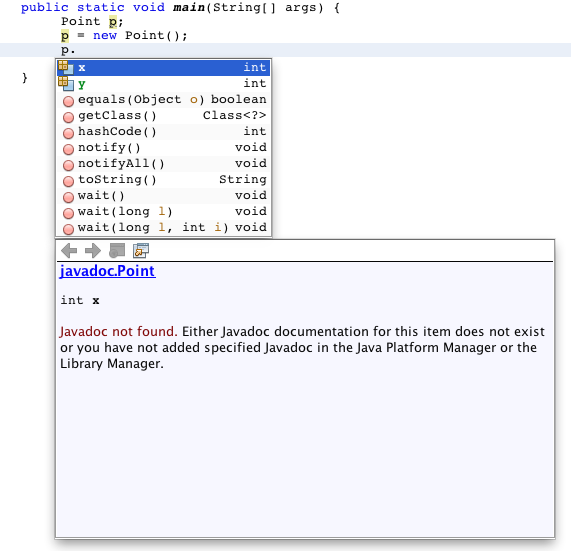 public static void main(String[] args) {
Point p;
p = new Point();
p.
}
x int
y int
equals(Object o) boolean
getClass() Class<?>
hashCode() int
notify() void
notifyAll() void
toString() String
wait() void
wait(long l) void
wait(long l, int i) void
javadoc.Point
int x
Javadoc not found. Either Javadoc documentation for this item does not exist
or you have not added specified Javadoc in the Java Platform Manager or the
Library Manager.